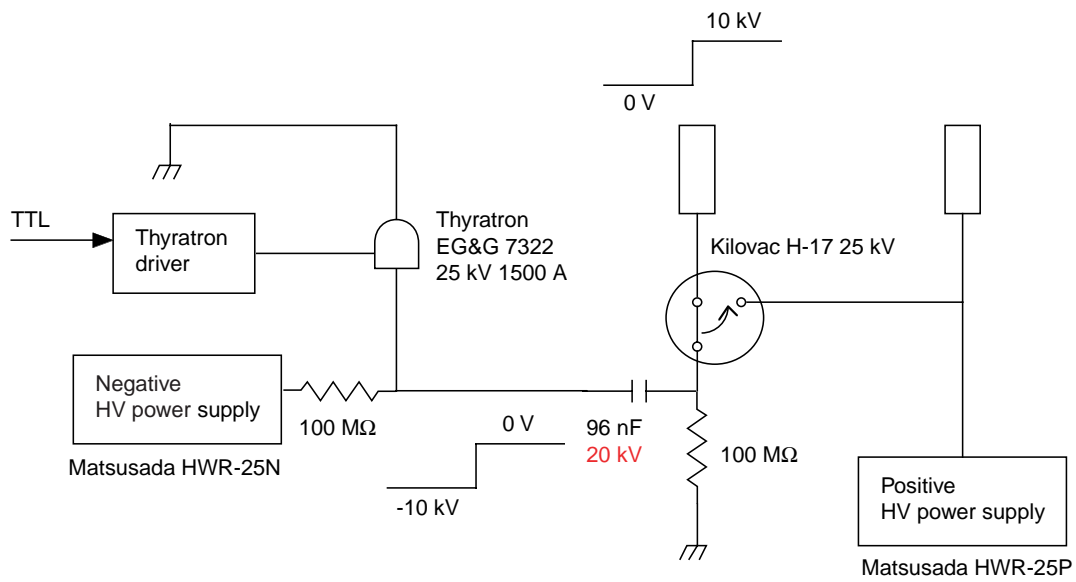 10 kV
0 V
TTL
Thyratron
driver
Thyratron
EG&G 7322
25 kV 1500 A
Kilovac H-17 25 kV
Negative
HV power supply
100 MΩ
Matsusada HWR-25N
0 V
-10 kV
96 nF
20 kV
100 MΩ
Positive
HV power supply
Matsusada HWR-25P